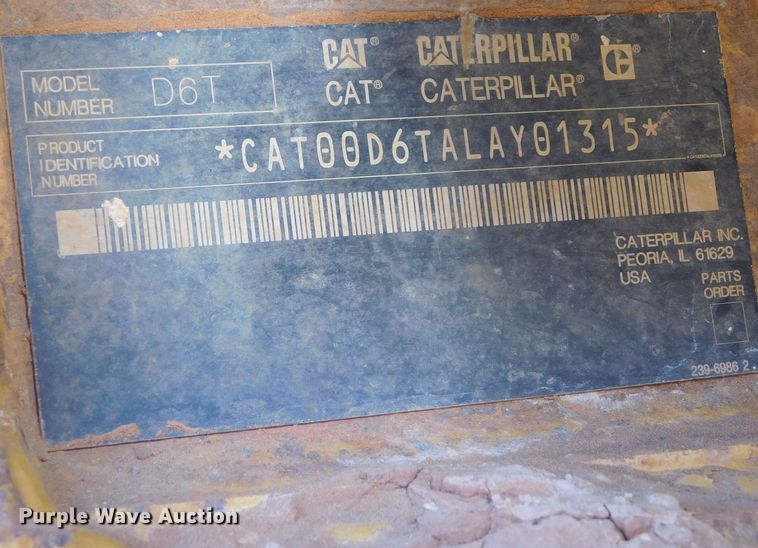 CAT® CATERPILLAR® ®
CAT® CATERPILLAR®
MODEL
NUMBER D6T
PRODUCT
IDENTIFICATION
NUMBER
*CAT00D6TALAY01315*
CATERPILLAR INC.
PEORIA, IL 61629
USA
PARTS
ORDER
239-6986 2
Purple Wave Auction